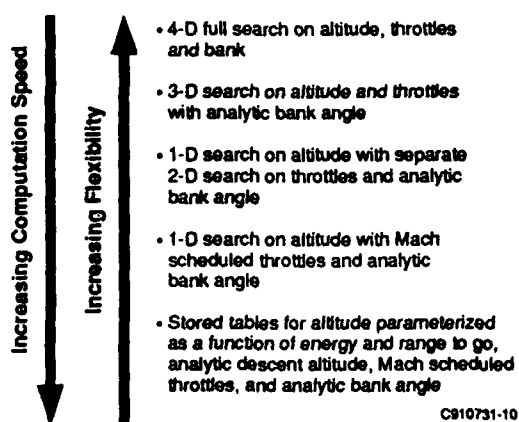 Increasing Computation Speed
Increasing Flexibility
• 4-D full search on altitude, throttles
and bank
• 3-D search on altitude and throttles
with analytic bank angle
• 1-D search on altitude with separate
2-D search on throttles and analytic
bank angle
• 1-D search on altitude with Mach
scheduled throttles and analytic
bank angle
• Stored tables for altitude parameterized
as a function of energy and range to go,
analytic descent altitude, Mach scheduled
throttles, and analytic bank angle
C910731-10